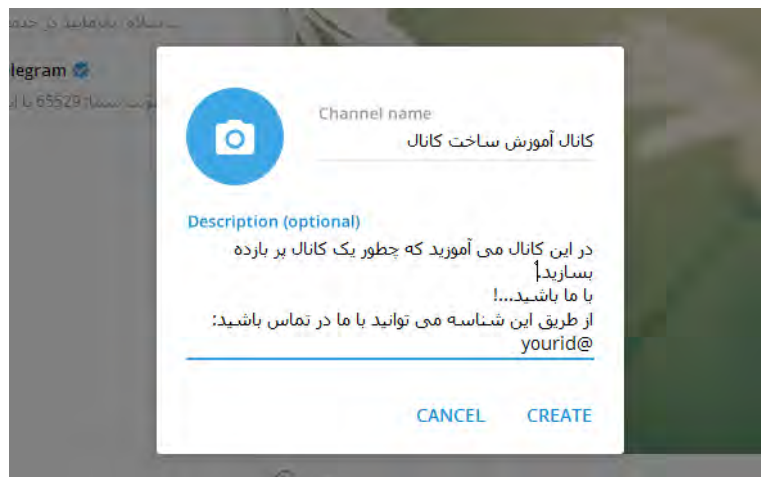 legram
Channel name
کانال آموزش ساخت کانال
Description (optional)
در این کانال می آموزید که چطور یک کانال پر بازده
بسازید.
با ما باشید...!
از طریق این شناسه می توانید با ما در تماس باشید:
yourid@
CANCEL CREATE